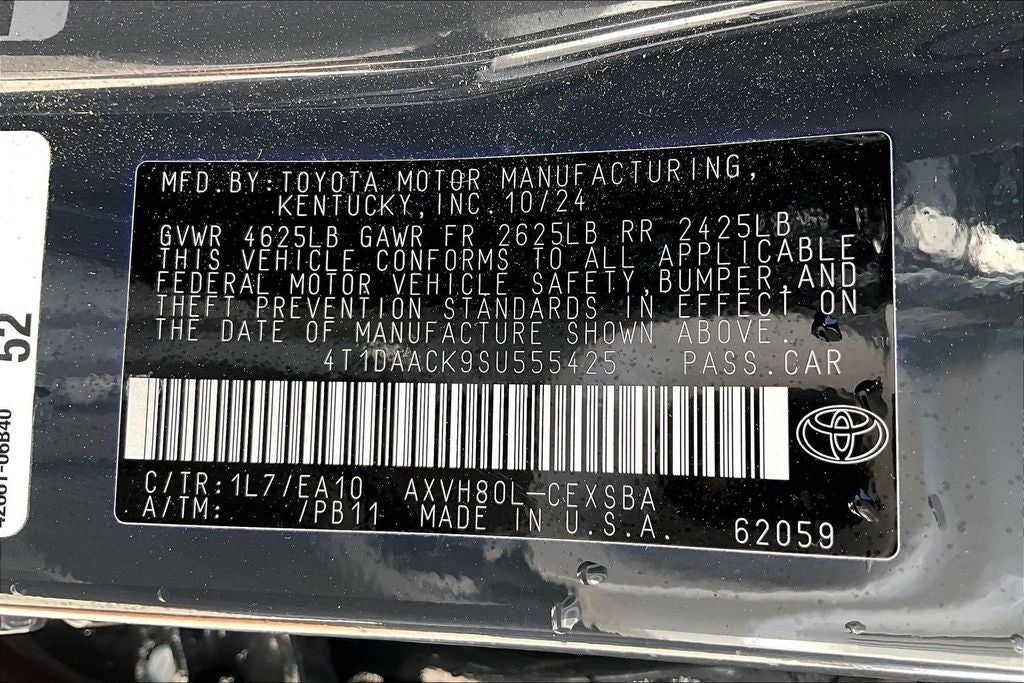 MFD.BY:TOYOTA MOTOR MANUFACTURING,
KENTUCKY,INC.10/24
GVWR 4625LB GAWR FR 2625LB RR 2425LB
THIS VEHICLE CONFORMS TO ALL APPLICABLE
FEDERAL MOTOR VEHICLE SAFETY,BUMPER,AND
THEFT PREVENTION STANDARDS IN EFFECT ON
THE DATE OF MANUFACTURE SHOWN ABOVE.
4T1DAACK9SU555425 PASS.CAR
C/TR:1L7/EA10 AXVH80L-CEXSBA
A/TM: /PB11 MADE IN U.S.A. 62059
52